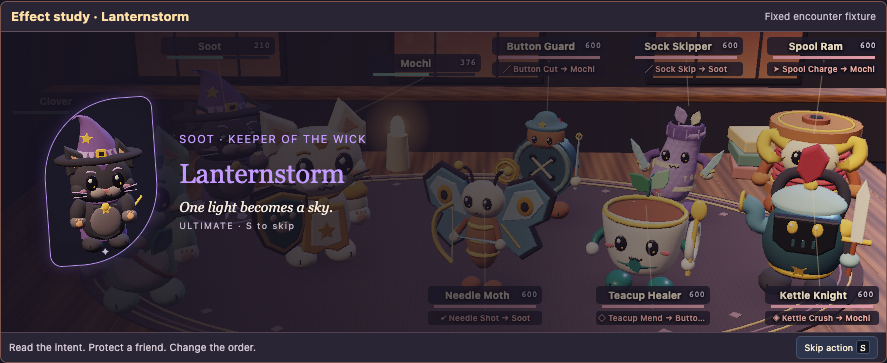 Effect study · Lanternstorm
Fixed encounter fixture
Soot 210
Mochi 376
Button Guard 600
Button Cut → Mochi
Sock Skipper 600
Sock Skip → Soot
Spool Ram 600
Spool Charge → Mochi
Clover
SOOT · KEEPER OF THE WICK
Lanternstorm
One light becomes a sky.
ULTIMATE · S to skip
Needle Moth 600
Needle Shot → Soot
Teacup Healer 600
Teacup Mend → Butto...
Kettle Knight 600
Kettle Crush → Mochi
Read the intent. Protect a friend. Change the order.
Skip action S